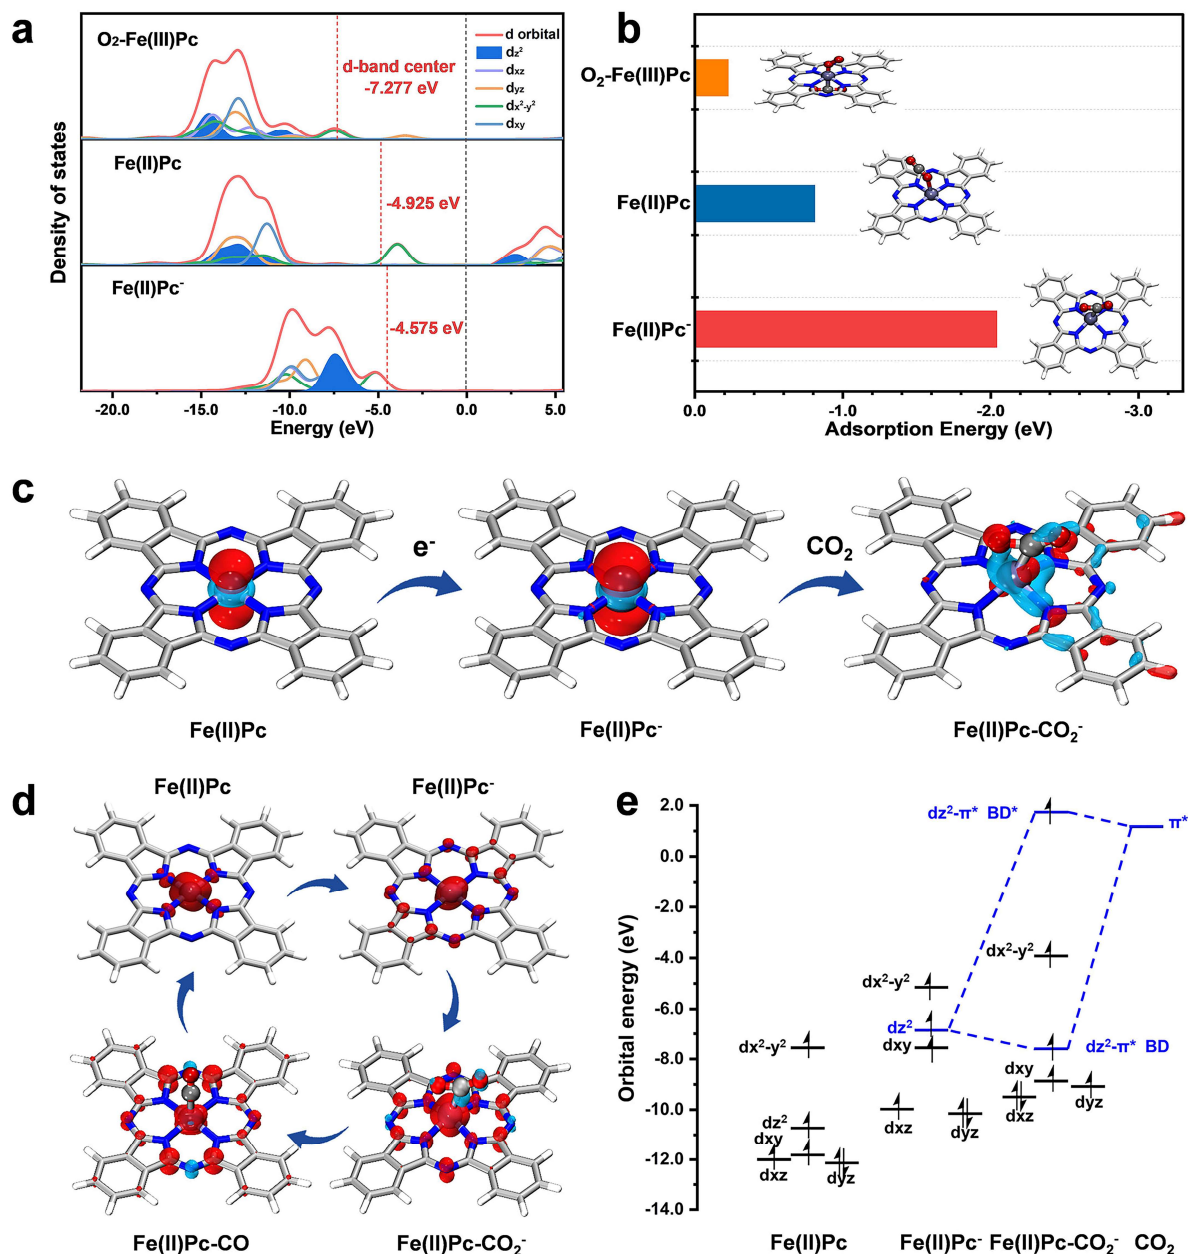 a
O₂-Fe(III)Pc
d-band center
-7.277 eV
d orbital
dz²
dxz
dyz
dx²-y²
dxy
Fe(II)Pc
-4.925 eV
Fe(II)Pc⁻
-4.575 eV
Density of states
-20.0 -15.0 -10.0 -5.0 0.0 5.0
Energy (eV)
b
O₂-Fe(III)Pc
Fe(II)Pc
Fe(II)Pc⁻
0.0 -1.0 -2.0 -3.0
Adsorption Energy (eV)
c
e⁻
CO₂
Fe(II)Pc
Fe(II)Pc⁻
Fe(II)Pc-CO₂⁻
d
Fe(II)Pc
Fe(II)Pc⁻
Fe(II)Pc-CO
Fe(II)Pc-CO₂⁻
e
Orbital energy (eV)
2.0
0.0
-2.0
-4.0
-6.0
-8.0
-10.0
-12.0
-14.0
dx²-y²
dz²
dxy
dxz
dyz
dx²-y²
dz²
dxy
dxz
dyz
dz²-π* BD*
dx²-y²
dz²-π* BD
dxy
dxz
dyz
π*
Fe(II)Pc Fe(II)Pc⁻ Fe(II)Pc-CO₂⁻ CO₂